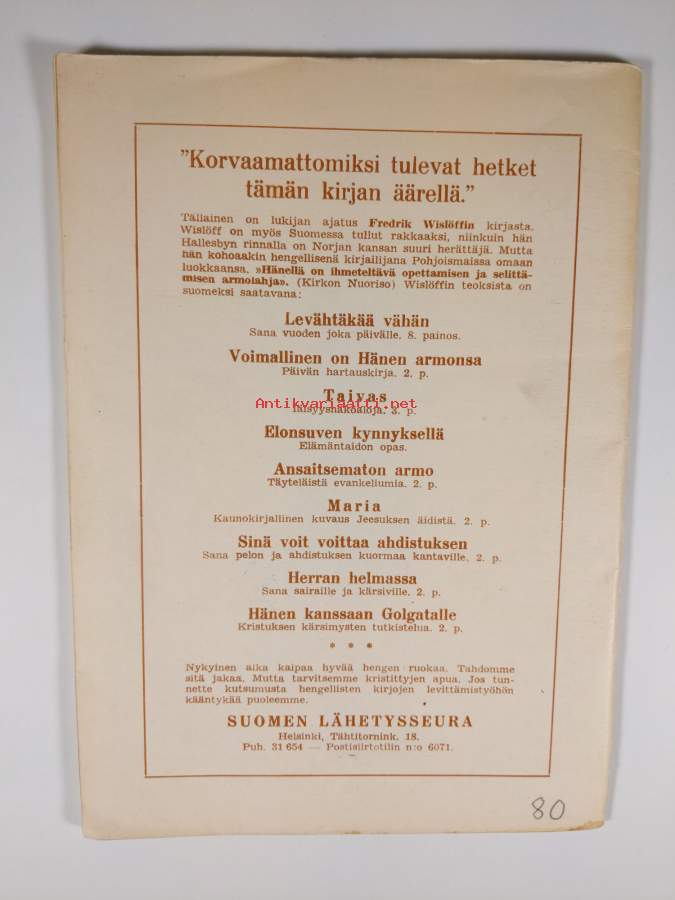 "Korvaamattomiksi tulevat hetket
tämän kirjan äärellä."
Tällainen on lukijan ajatus Fredrik Wislöffin kirjasta.
Wislöff on myös Suomessa tullut rakkaaksi, niinkuin hän
Hallesbyn rinnalla on Norjan kansan suuri herättäjä. Mutta
hän kohoaakin hengellisenä kirjailijana Pohjoismaissa omaan
luokkaansa. »Hänellä on ihmeteltävä opettamisen ja selittä-
misen armolahja». (Kirkon Nuoriso) Wislöffin teoksista on
suomeksi saatavana:
Levähtäkää vähän
Sana vuoden joka päivälle. 8. painos.
Voimallinen on Hänen armonsa
Päivän hartauskirja. 2. p.
Taivas
Antikvariaatti.net
Iäisyysnäköaloja. 3. p.
Elonsuven kynnyksellä
Elämäntaidon opas.
Ansaitsematon armo
Täyteläistä evankeliumia. 2. p.
Maria
Kaunokirjallinen kuvaus Jeesuksen äidistä. 2. p.
Sinä voit voittaa ahdistuksen
Sana pelon ja ahdistuksen kuormaa kantaville. 2. p.
Herran helmassa
Sana sairaille ja kärsiville. 2. p.
Hänen kanssaan Golgatalle
Kristuksen kärsimysten tutkistelua. 2. p.
* * *
Nykyinen aika kaipaa hyvää hengen ruokaa. Tahdomme
sitä jakaa. Mutta tarvitsemme kristittyjen apua. Jos tun-
nette kutsumusta hengellisten kirjojen levittämistyöhön
kääntykää puoleemme.
SUOMEN LÄHETYSSEURA
Helsinki, Tähtitornink. 18.
Puh. 31 654 — Postisiirtotilin n:o 6071.
80